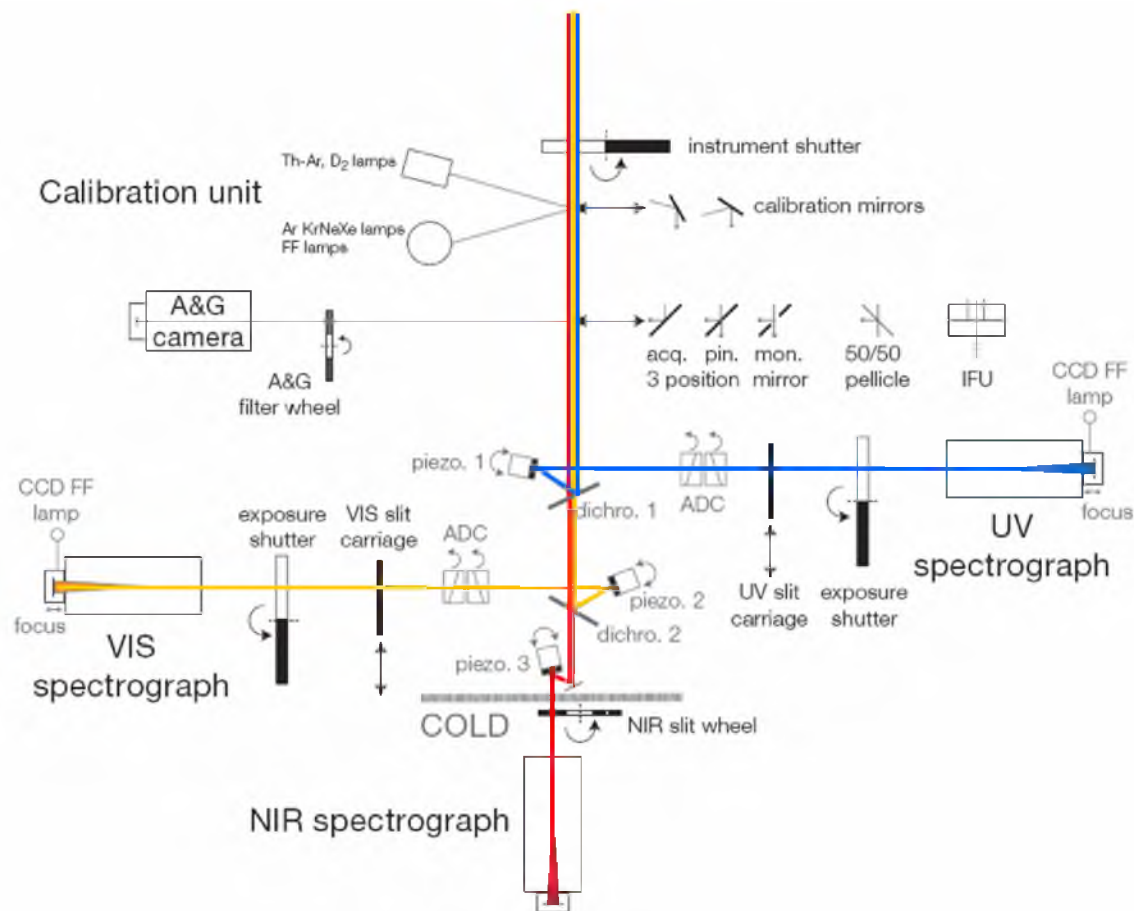 instrument shutter
Th-Ar, D₂ lamps
Calibration unit
calibration mirrors
Ar KrNeXe lamps
FF lamps
A&G
camera
acq. pin. mon.
3 position mirror
50/50
pellicle
IFU
A&G
filter wheel
CCD FF
lamp
piezo. 1
ADC
dichro. 1
focus
UV
spectrograph
CCD FF
lamp
exposure
shutter
VIS slit
carriage
ADC
piezo. 2
UV slit
carriage
exposure
shutter
focus
dichro. 2
VIS
spectrograph
piezo. 3
COLD
NIR slit wheel
NIR spectrograph